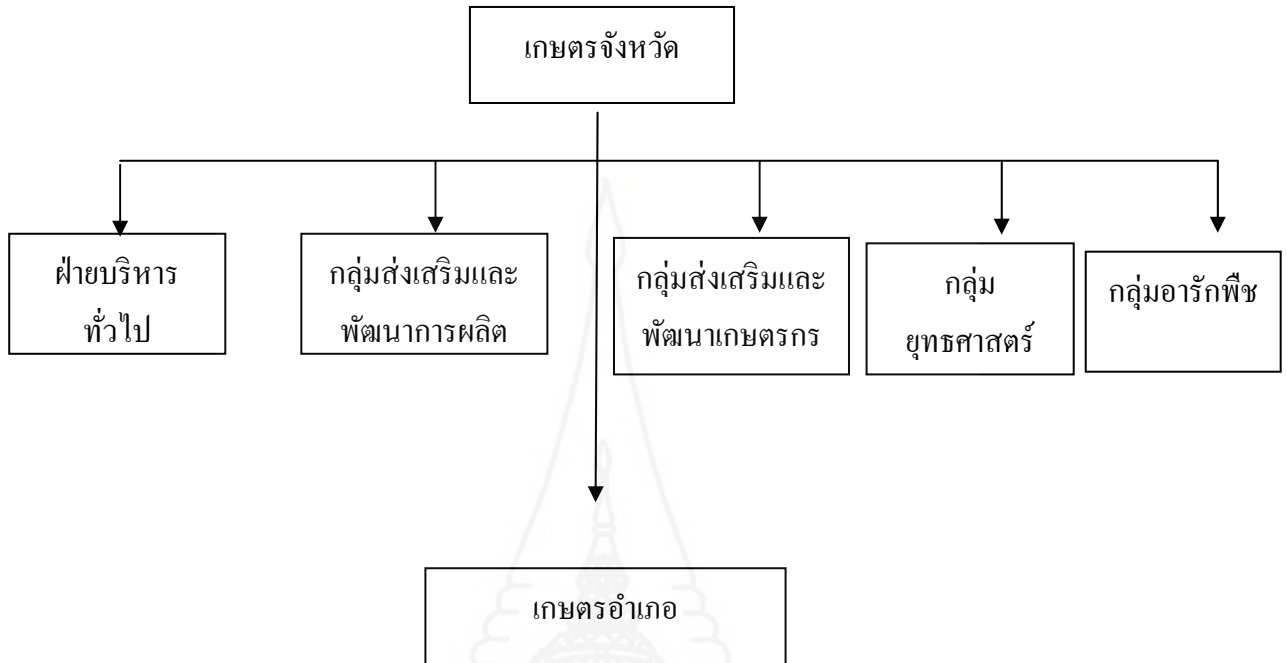 เกษตรจังหวัด
ฝ่ายบริหาร
ทั่วไป
กลุ่มส่งเสริมและ
พัฒนาการผลิต
กลุ่มส่งเสริมและ
พัฒนาเกษตรกร
กลุ่ม
ยุทธศาสตร์
กลุ่มอารักพืช
เกษตรอำเภอ